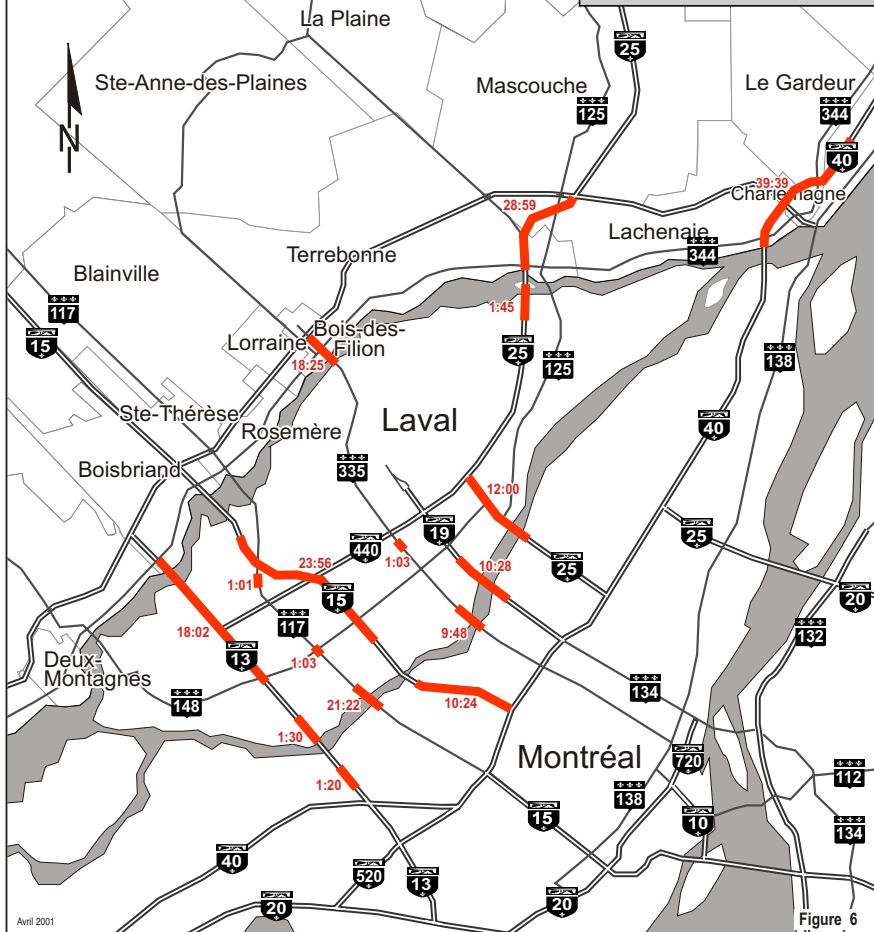 La Plaine
25
Ste-Anne-des-Plaines
Mascouche
Le Gardeur
125
344
N
40
39:39
Charlemagne
28:59
Lachenaie
344
Terrebonne
Blainville
1:45
117
15
Lorraine
Bois-des-
Filion
18:25
25
125
138
Ste-Thérèse
Rosemère
Laval
40
Boisbriand
335
12:00
19
25
440
23:56
1:03
10:28
25
1:01
15
20
18:02
117
9:48
132
13
1:03
Deux-
Montagnes
148
21:22
10:24
134
1:30
Montréal
720
112
1:20
138
15
10
134
40
520
13
20
20
Avril 2001
Figure 6